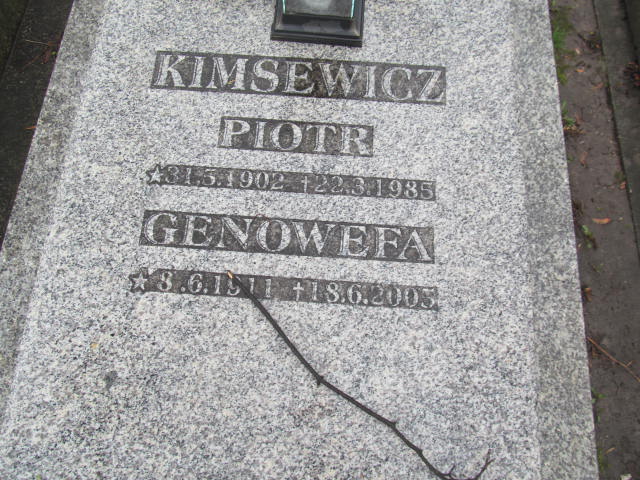 KIMSEWICZ
PIOTR
☆31.5.1902 †22.3.1985
GENOWEFA
☆8.6.1911 †18.6.2005